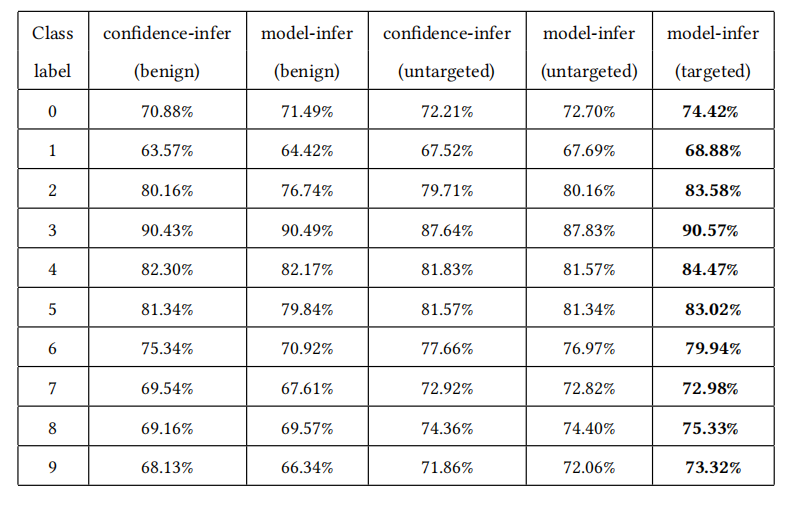 Class confidence-infer model-infer confidence-infer model-infer model-infer
label (benign) (benign) (untargeted) (untargeted) (targeted)
0 70.88% 71.49% 72.21% 72.70% 74.42%
1 63.57% 64.42% 67.52% 67.69% 68.88%
2 80.16% 76.74% 79.71% 80.16% 83.58%
3 90.43% 90.49% 87.64% 87.83% 90.57%
4 82.30% 82.17% 81.83% 81.57% 84.47%
5 81.34% 79.84% 81.57% 81.34% 83.02%
6 75.34% 70.92% 77.66% 76.97% 79.94%
7 69.54% 67.61% 72.92% 72.82% 72.98%
8 69.16% 69.57% 74.36% 74.40% 75.33%
9 68.13% 66.34% 71.86% 72.06% 73.32%